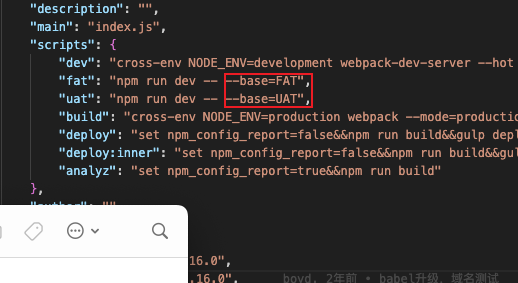 "description": "",
"main": "index.js",
"scripts": {
"dev": "cross-env NODE_ENV=development webpack-dev-server --hot
"fat": "npm run dev -- --base=FAT",
"uat": "npm run dev -- --base=UAT",
"build": "cross-env NODE_ENV=production webpack --mode=productio
"deploy": "set npm_config_report=false&&npm run build&&gulp depl
"deploy:inner": "set npm_config_report=false&&npm run build&&gul
"analyz": "set npm_config_report=true&&npm run build"
},
"author": ""
16.0",
.16.0", boyd, 2年前 • babel升级、域名测试